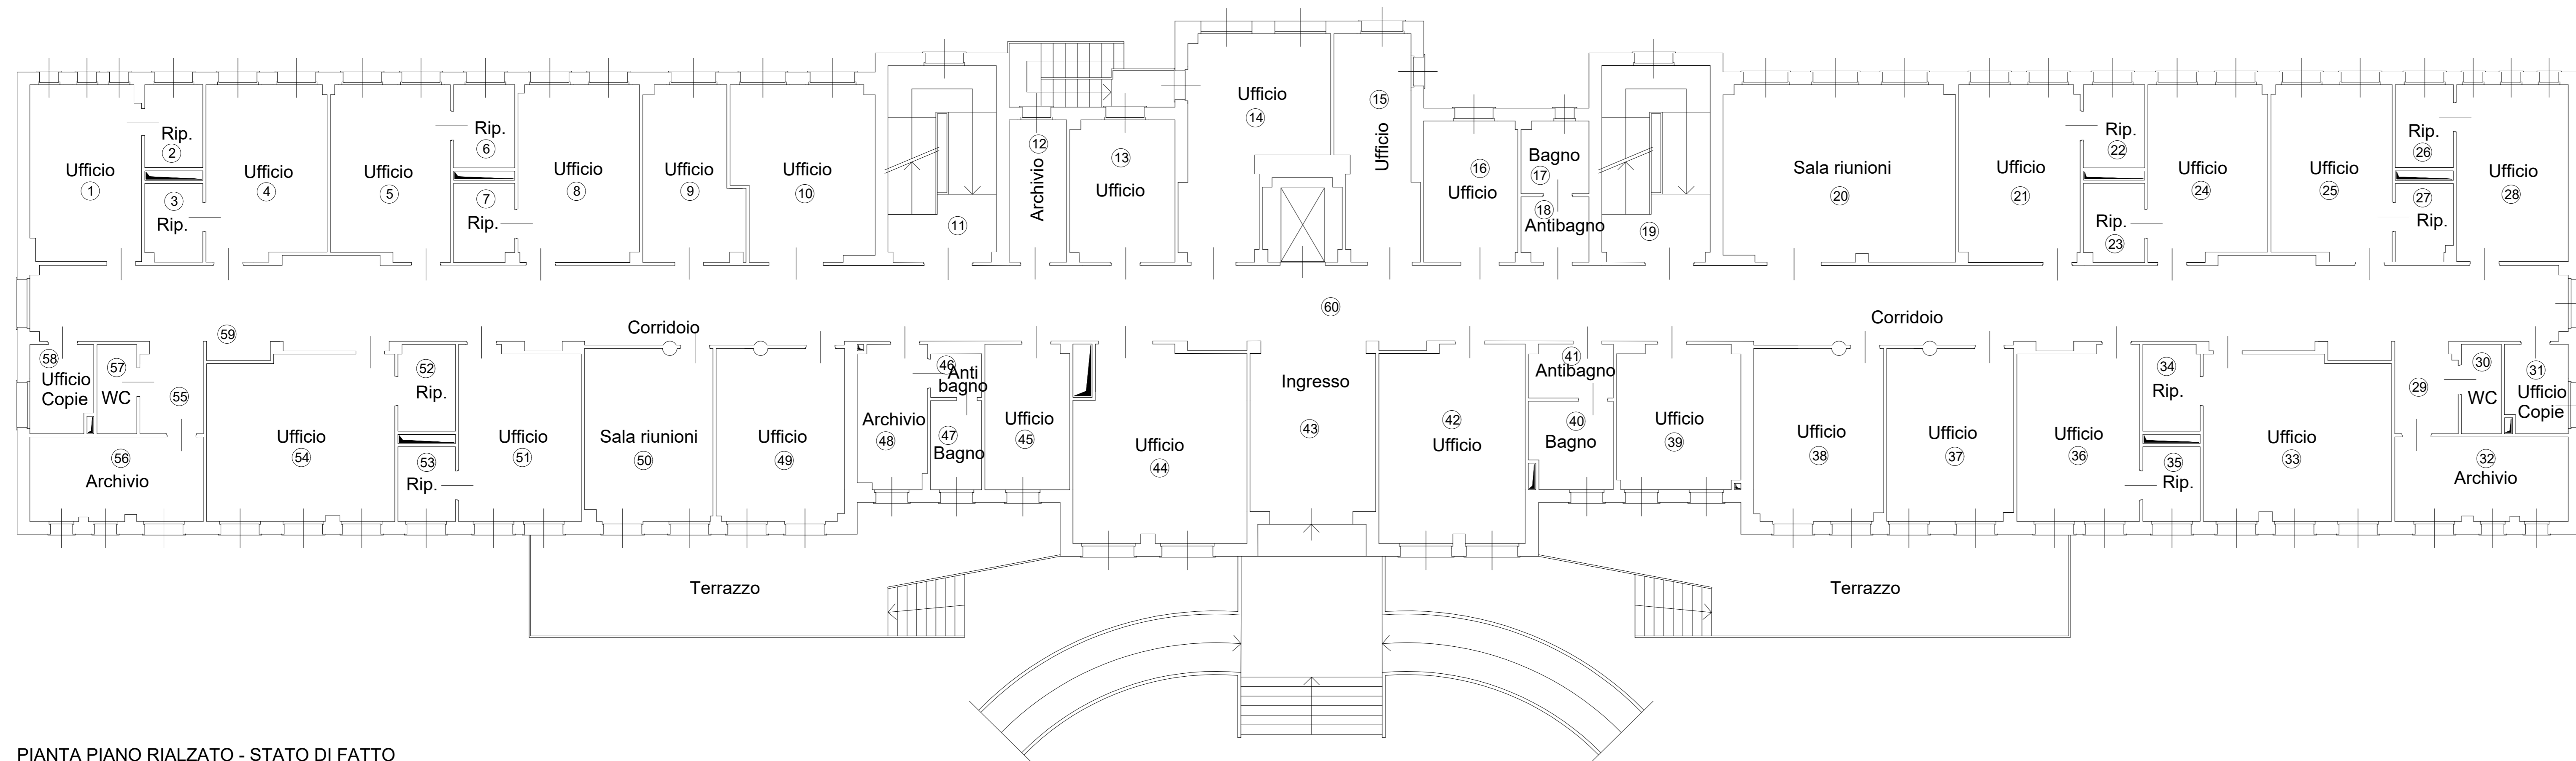 Ufficio
1
Rip.
2
3
Rip.
Ufficio
4
Ufficio
5
Rip.
6
7
Rip.
Ufficio
8
Ufficio
9
Ufficio
10
11
12
Archivio
13
Ufficio
Ufficio
14
15
Ufficio
16
Ufficio
Bagno
17
18
Antibagno
19
Sala riunioni
20
Ufficio
21
Rip.
22
Rip.
23
Ufficio
24
Ufficio
25
Rip.
26
27
Rip.
Ufficio
28
59
Corridoio
60
Corridoio
58
Ufficio
Copie
57
WC
55
56
Archivio
Ufficio
54
52
Rip.
53
Rip.
Ufficio
51
Sala riunioni
50
Ufficio
49
Archivio
48
46
Anti
bagno
47
Bagno
Ufficio
45
Ufficio
44
Ingresso
43
42
Ufficio
41
Antibagno
40
Bagno
Ufficio
39
Ufficio
38
Ufficio
37
Ufficio
36
34
Rip.
35
Rip.
Ufficio
33
29
30
WC
31
Ufficio
Copie
32
Archivio
Terrazzo
Terrazzo
PIANTA PIANO RIALZATO - STATO DI FATTO